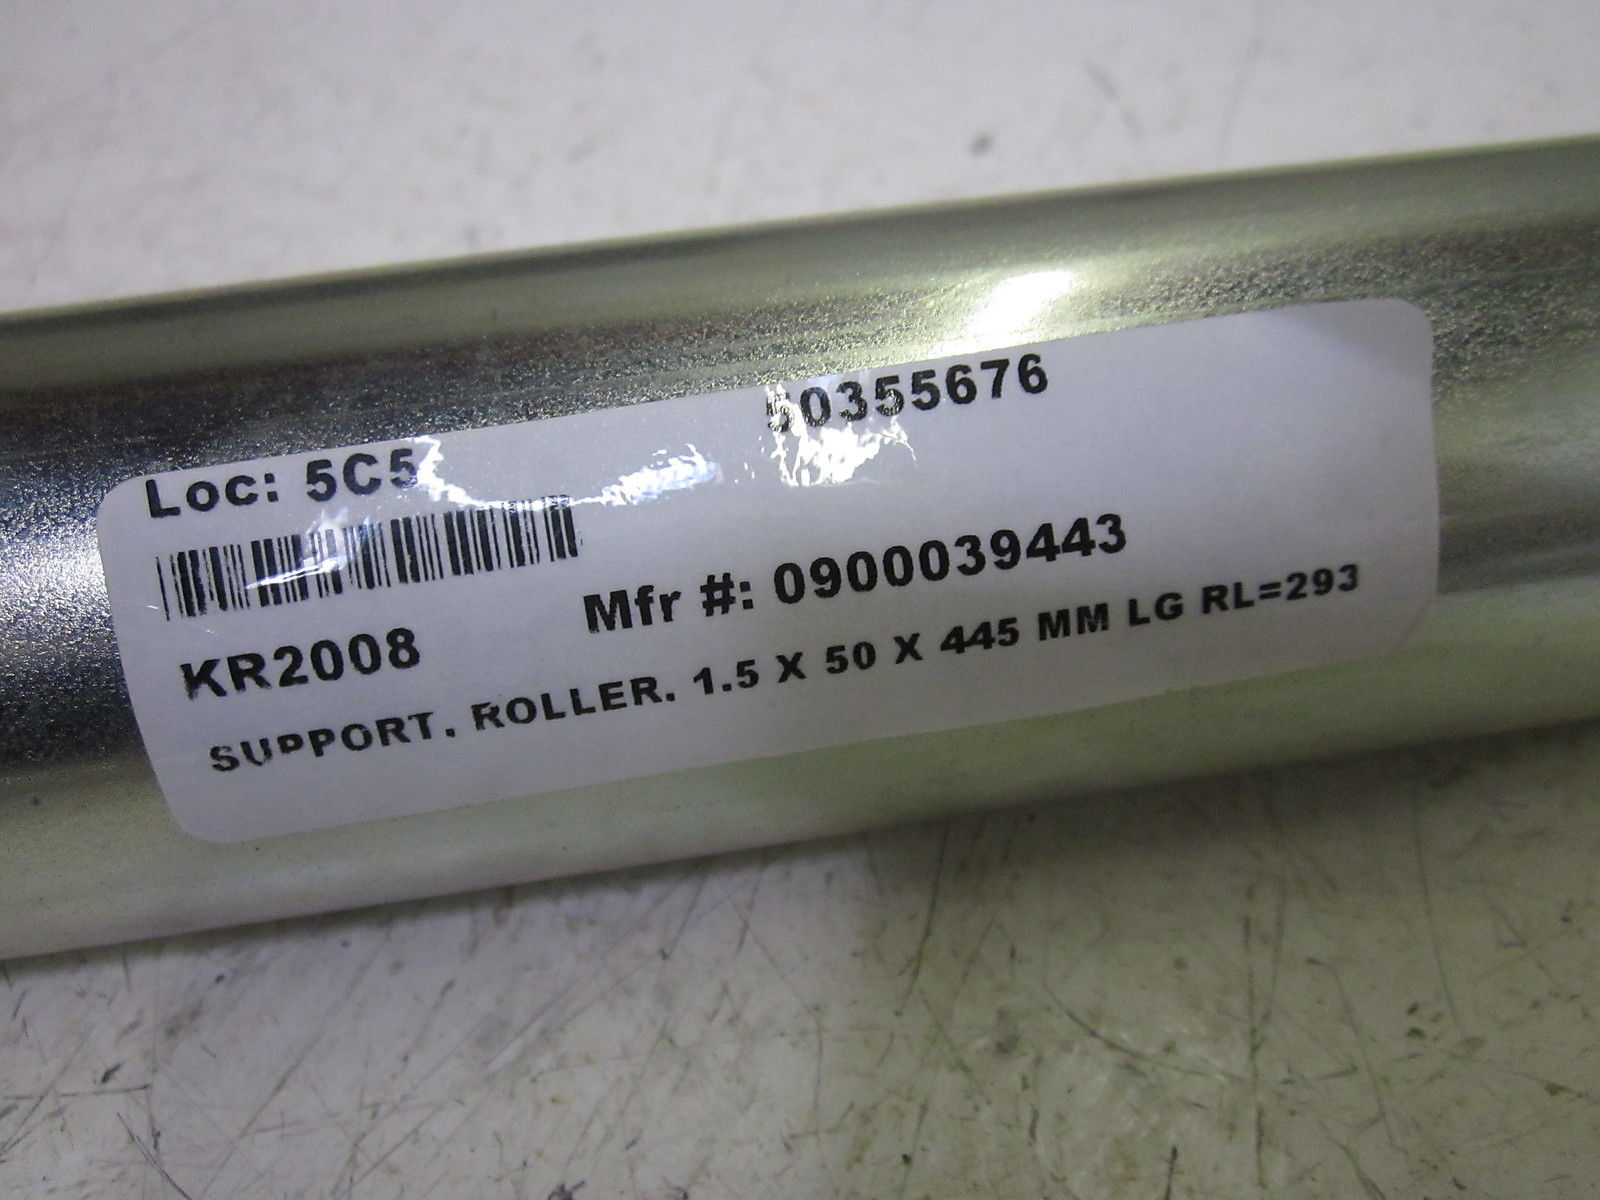 Loc: 5C5
50355676
KR2008
Mfr #: 0900039443
SUPPORT, ROLLER. 1.5 X 50 X 445 MM LG RL=293